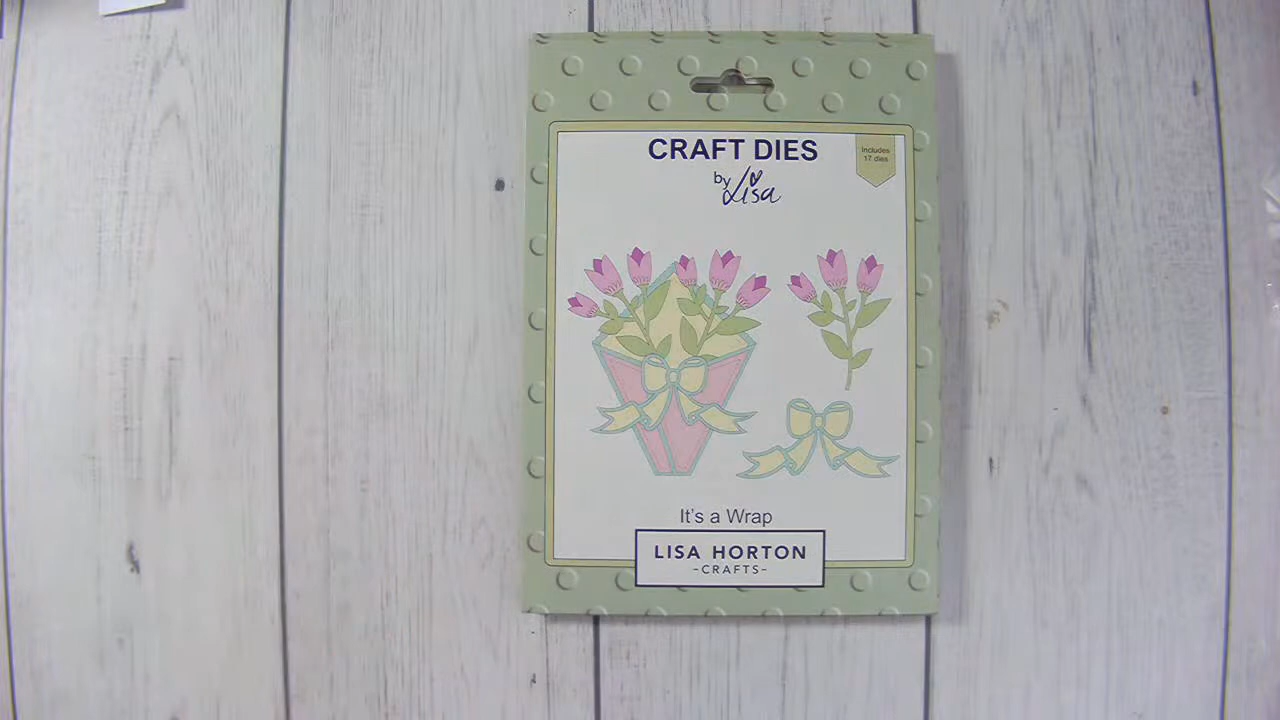 CRAFT DIES
by Lisa
Includes
17 dies
It's a Wrap
LISA HORTON
-CRAFTS-